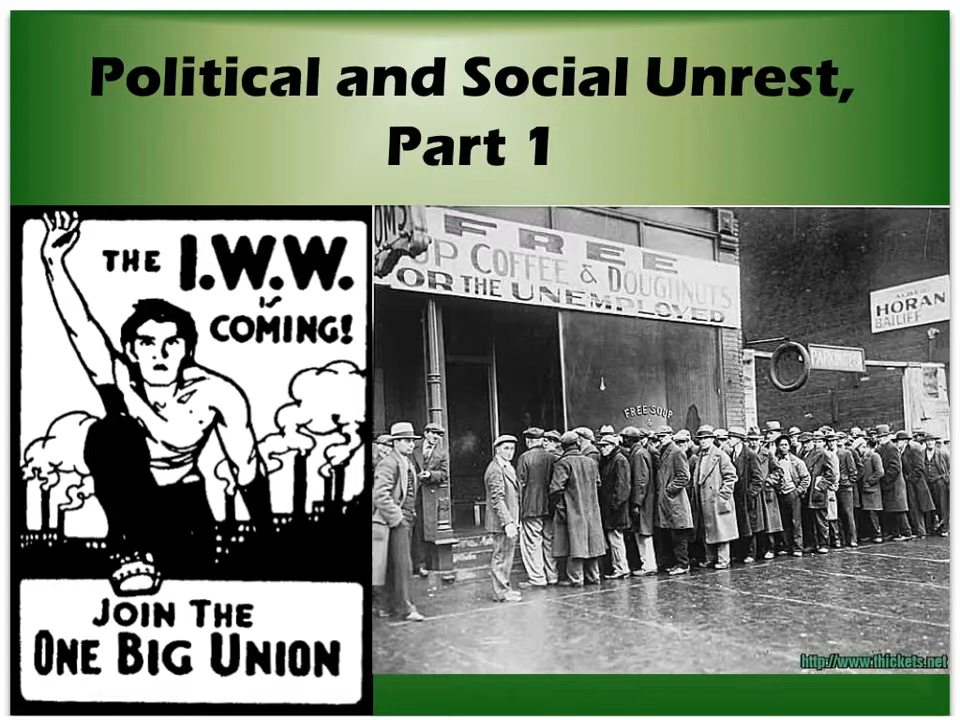 Political and Social Unrest,
Part 1
THE I.W.W.
IS
COMING!
JOIN THE
ONE BIG UNION
FREE
COFFEE & DOUGHNUTS
THE UNEMPLOYED
FREE SOUP
HORAN
BAILIFF
http://www.thickets.net